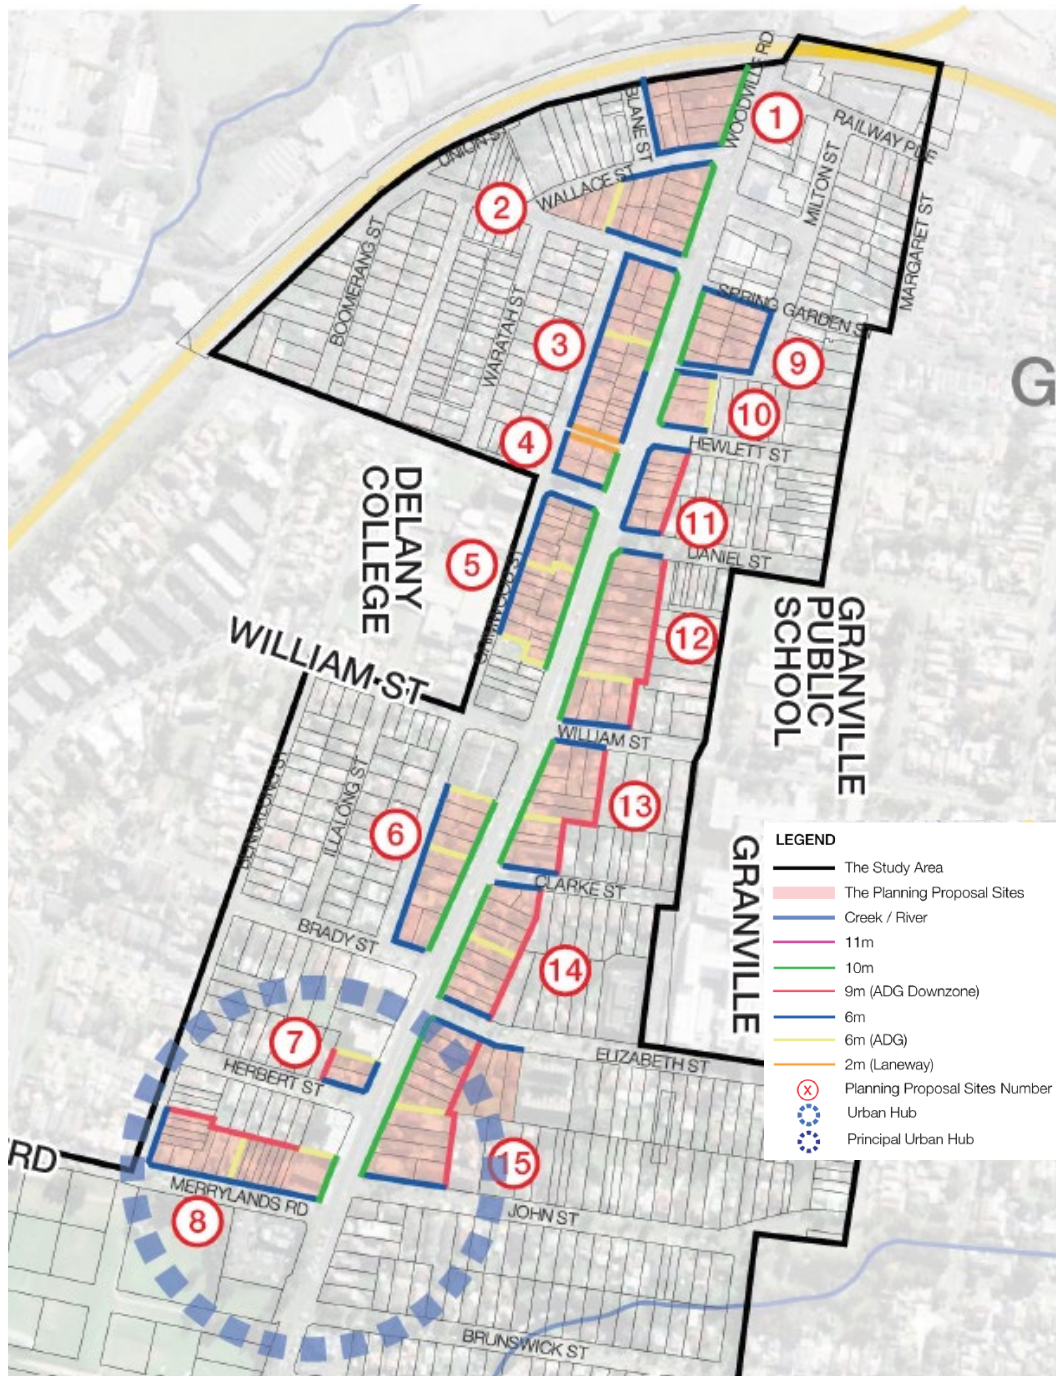 WOODVILLE RD
1
BLANE ST
RAILWAY PDE
UNION ST
MILTON ST
WALLACE ST
2
MARGARET ST
BOOMERANG ST
SPRING GARDEN ST
WARATAH ST
3
9
G
10
4
HEWLETT ST
DELANY
COLLEGE
11
5
DANIEL ST
GRANVILLE
PUBLIC
SCHOOL
12
WILLIAM ST
WILLIAM ST
ILLALONG ST
13
6
GRANVILLE
CLARKE ST
BRADY ST
14
7
ELIZABETH ST
HERBERT ST
RD
15
MERRYLANDS RD
8
JOHN ST
BRUNSWICK ST
LEGEND
The Study Area
The Planning Proposal Sites
Creek / River
11m
10m
9m (ADG Downzone)
6m
6m (ADG)
2m (Laneway)
X Planning Proposal Sites Number
Urban Hub
Principal Urban Hub